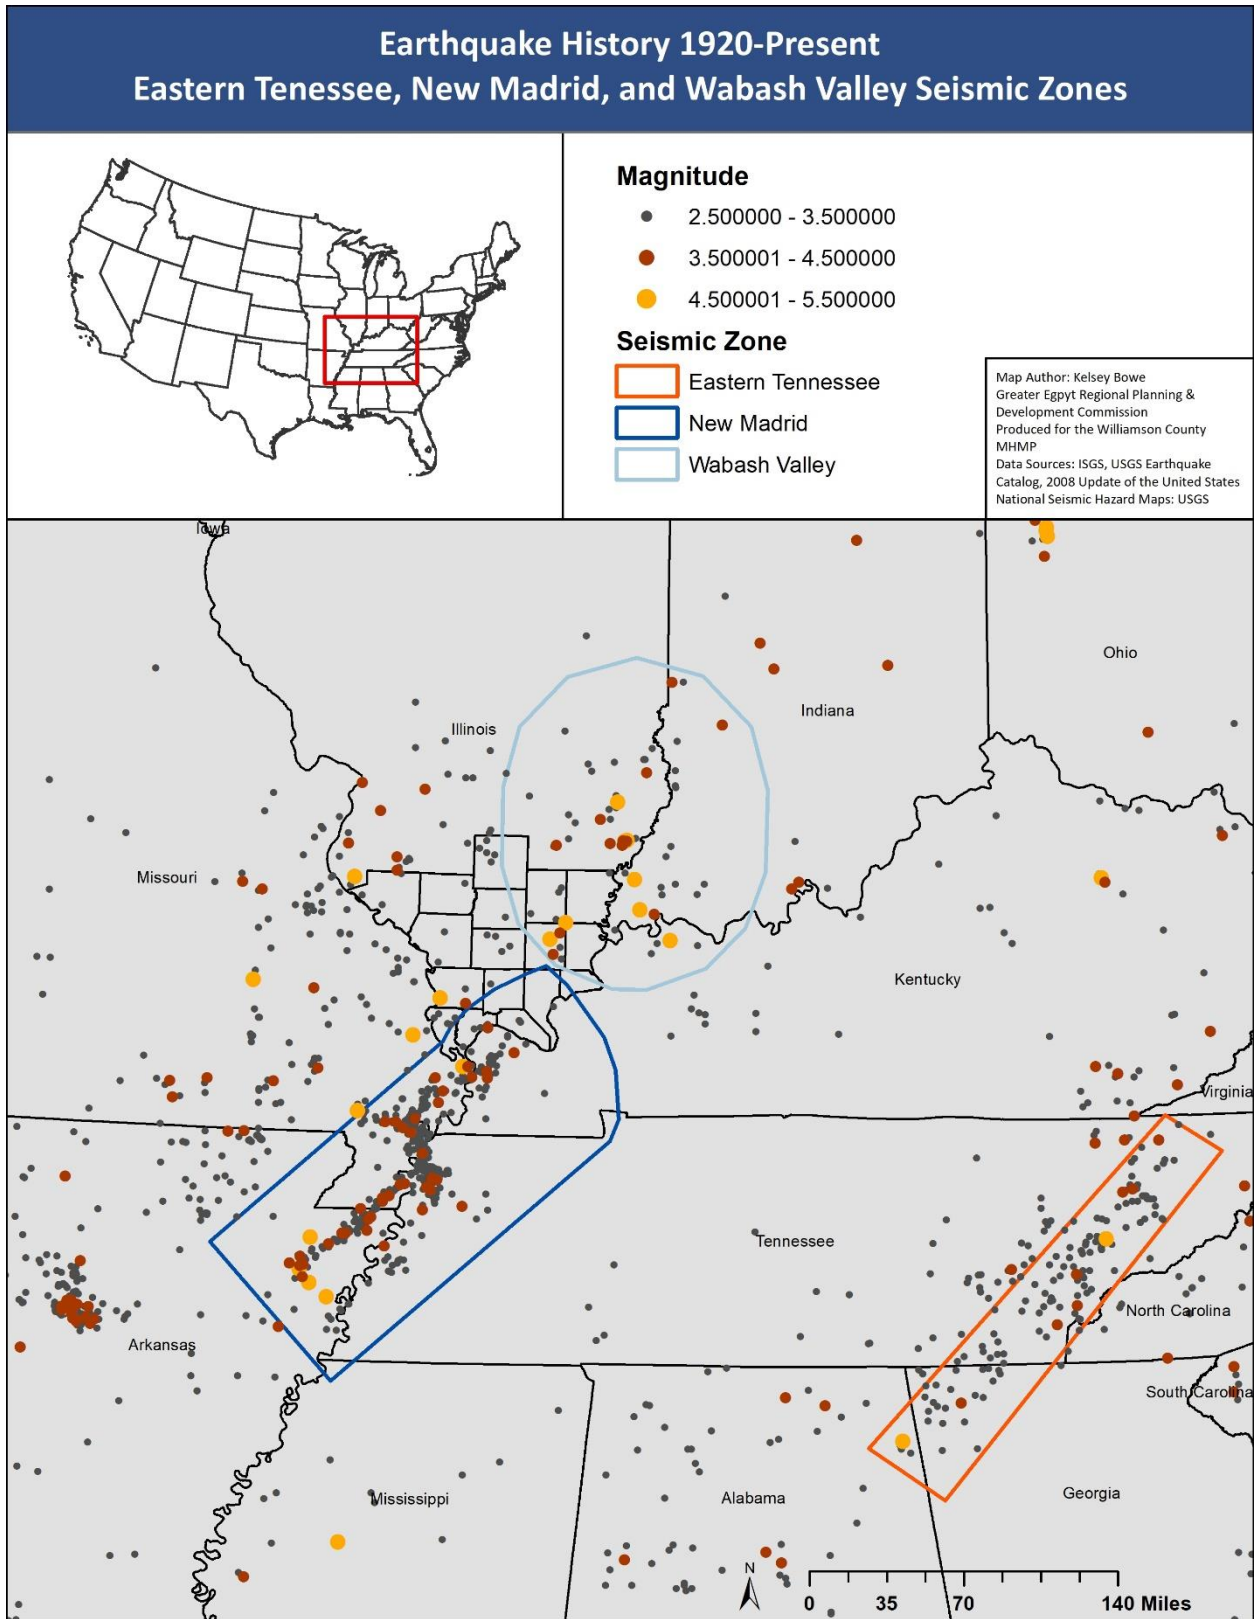 Earthquake History 1920-Present
Eastern Tenessee, New Madrid, and Wabash Valley Seismic Zones
Magnitude
2.500000 - 3.500000
3.500001 - 4.500000
4.500001 - 5.500000
Seismic Zone
Eastern Tennessee
New Madrid
Wabash Valley
Map Author: Kelsey Bowe
Greater Egpyt Regional Planning &
Development Commission
Produced for the Williamson County
MHMP
Data Sources: ISGS, USGS Earthquake
Catalog, 2008 Update of the United States
National Seismic Hazard Maps: USGS
Iowa
Ohio
Indiana
Illinois
Missouri
Kentucky
Virginia
Tennessee
North Carolina
Arkansas
South Carolina
Mississippi
Alabama
Georgia
N
0 35 70 140 Miles